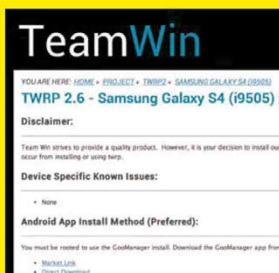 TeamWin
YOU ARE HERE: HOME » PROJECT » TWRP2 » SAMSUNG GALAXY S4 (I9505)
TWRP 2.6 - Samsung Galaxy S4 (i9505)
Disclaimer:
Team Win strives to provide a quality product. However, it is your decision to install our
occur from installing or using twrp.
Device Specific Known Issues:
• None
Android App Install Method (Preferred):
You must be rooted to use the GooManager install. Download the GooManager app from
• Market Link
• Direct Download